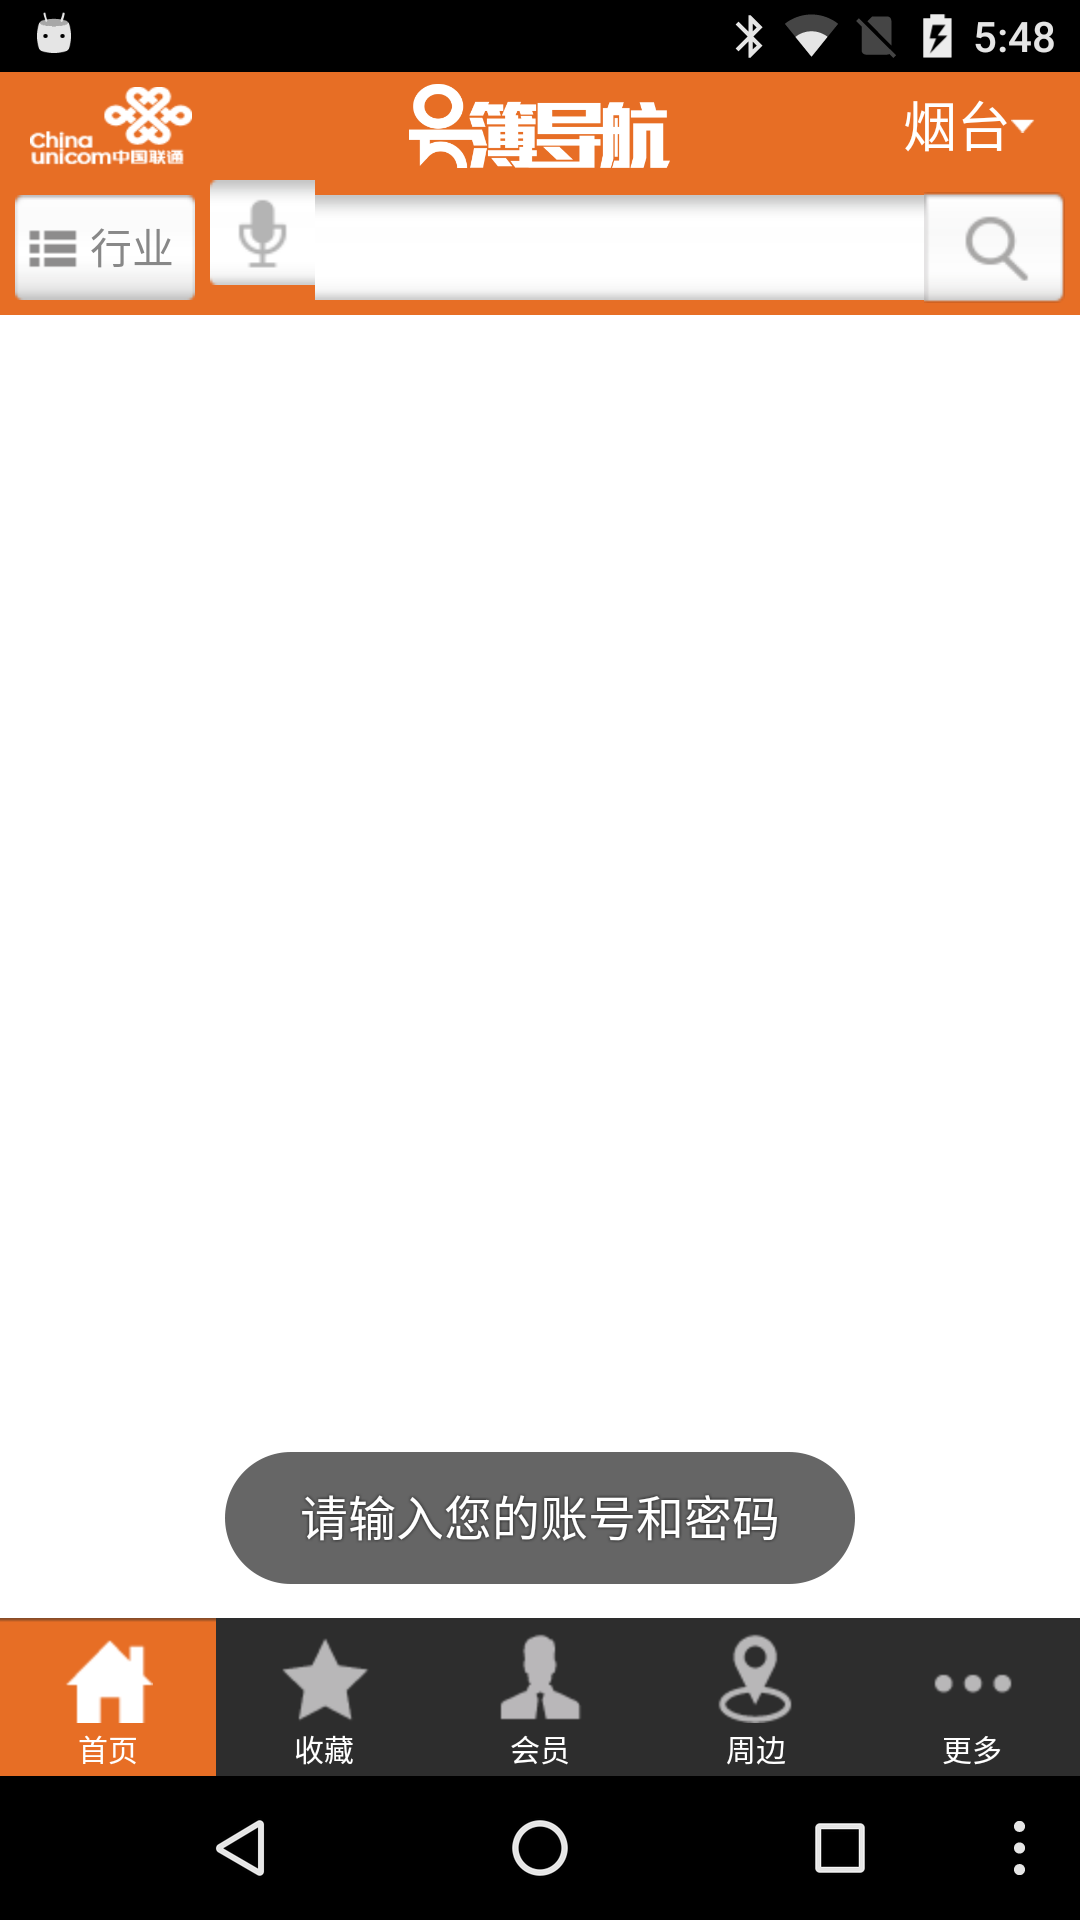 5:48
China
unicom中国联通
号簿导航
烟台
行业
请输入您的账号和密码
首页
收藏
会员
周边
更多